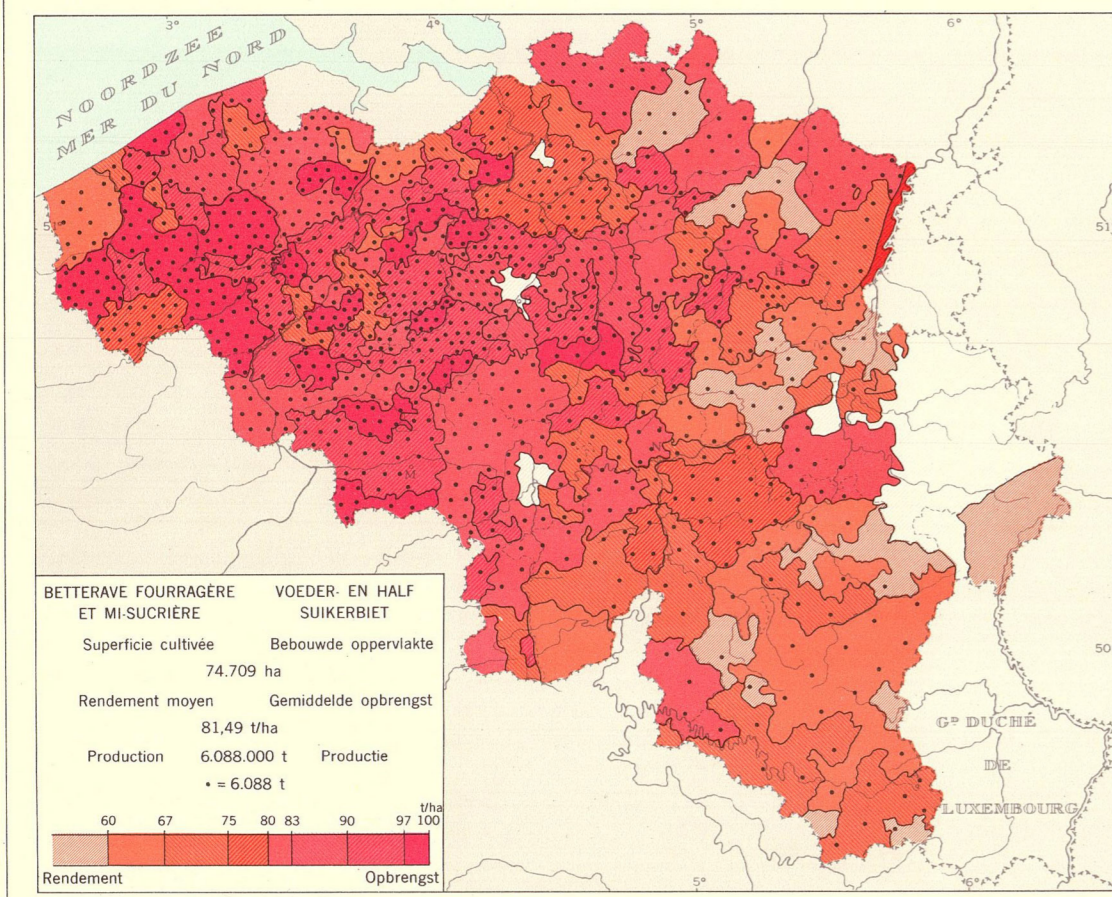 3°
4°
5°
6°
NOORDZEE
MER DU NORD
51
5
50
BETTERAVE FOURRAGÈRE
ET MI-SUCRIÈRE
VOEDER- EN HALF
SUIKERBIET
Superficie cultivée
Bebouwde oppervlakte
74.709 ha
Rendement moyen
Gemiddelde opbrengst
81,49 t/ha
Production 6.088.000 t Productie
• = 6.088 t
t/ha
60 67 75 80 83 90 97 100
Rendement
Opbrengst
M
N
H
Gᴰ DUCHÉ
DE
LUXEMBOURG
5°
6°